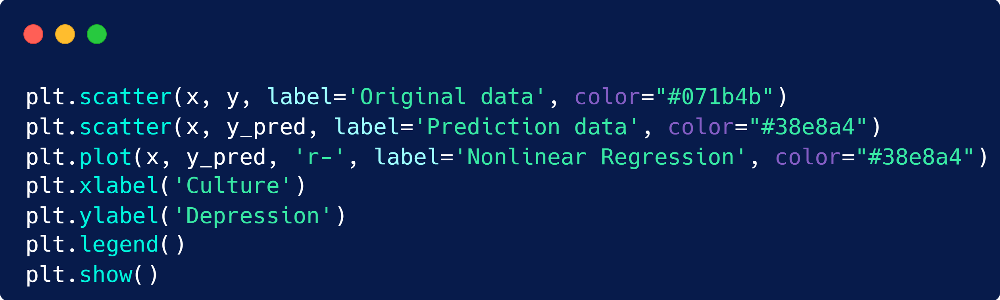 plt.scatter(x, y, label='Original data', color="#071b4b")
plt.scatter(x, y_pred, label='Prediction data', color="#38e8a4")
plt.plot(x, y_pred, 'r-', label='Nonlinear Regression', color="#38e8a4")
plt.xlabel('Culture')
plt.ylabel('Depression')
plt.legend()
plt.show()